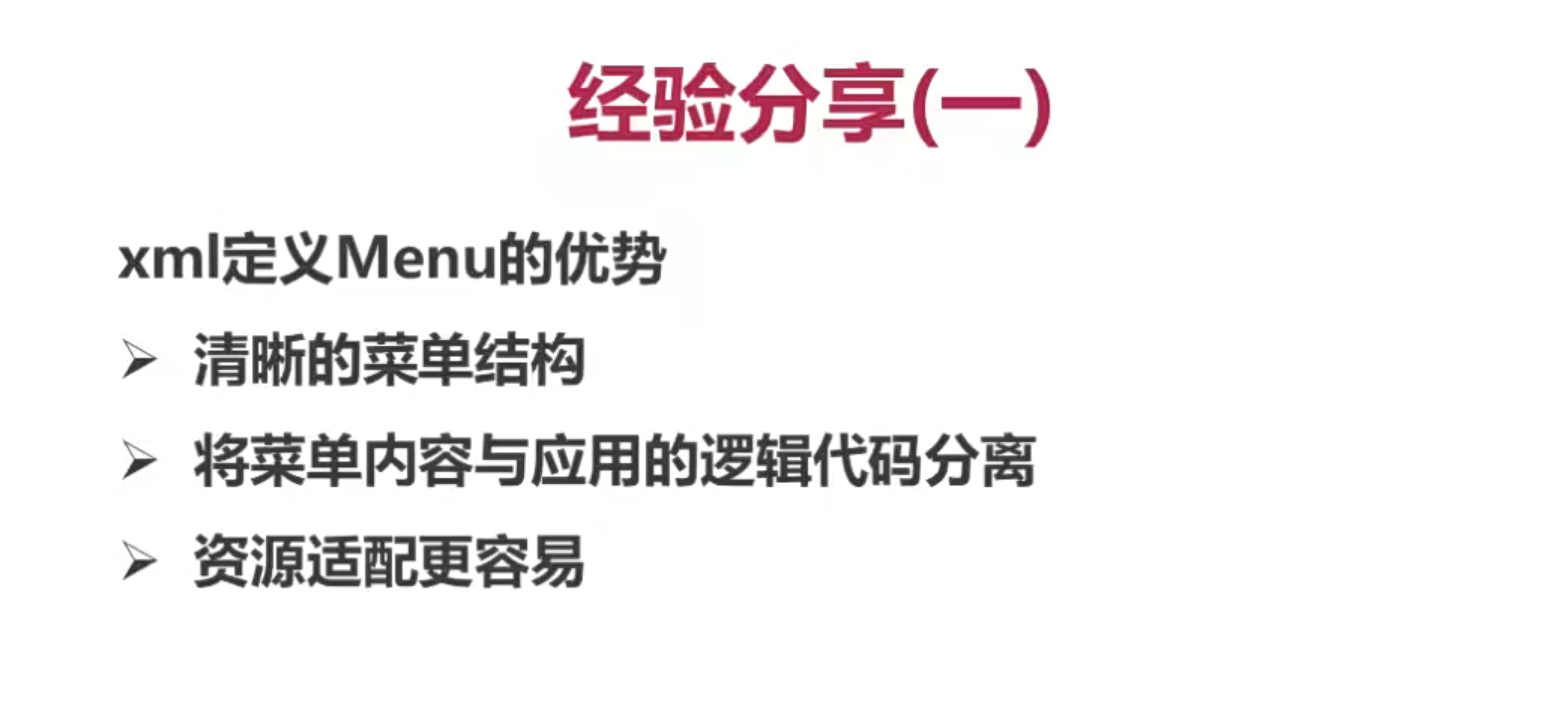 经验分享(一)
xml定义Menu的优势
➢ 清晰的菜单结构
➢ 将菜单内容与应用的逻辑代码分离
➢ 资源适配更容易